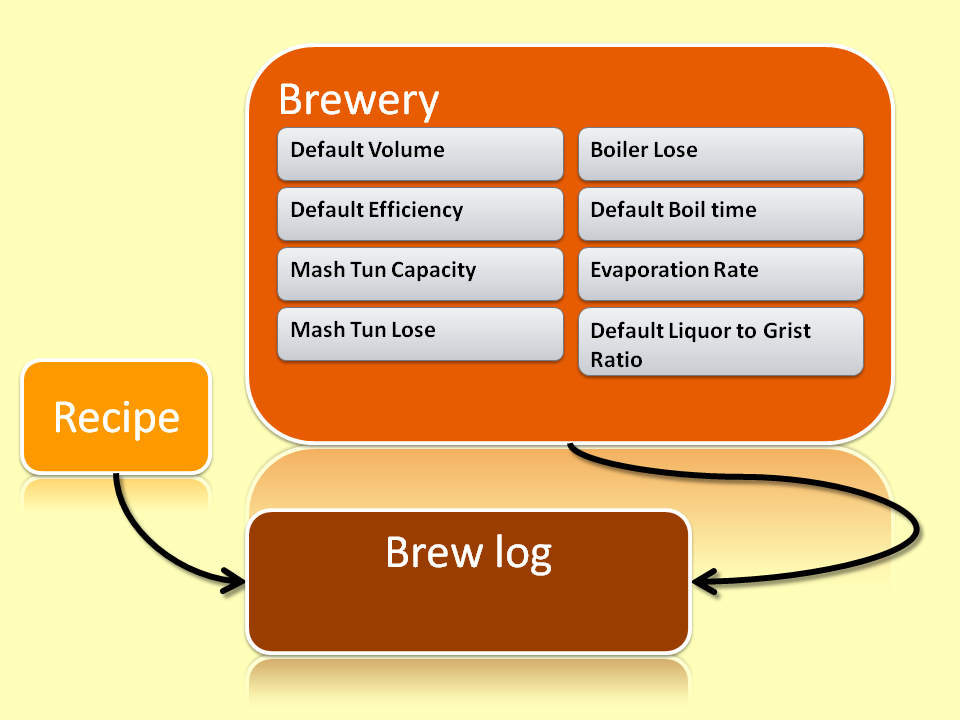 Brewery
Default Volume
Boiler Lose
Default Efficiency
Default Boil time
Mash Tun Capacity
Evaporation Rate
Mash Tun Lose
Default Liquor to Grist
Ratio
Recipe
Brew log